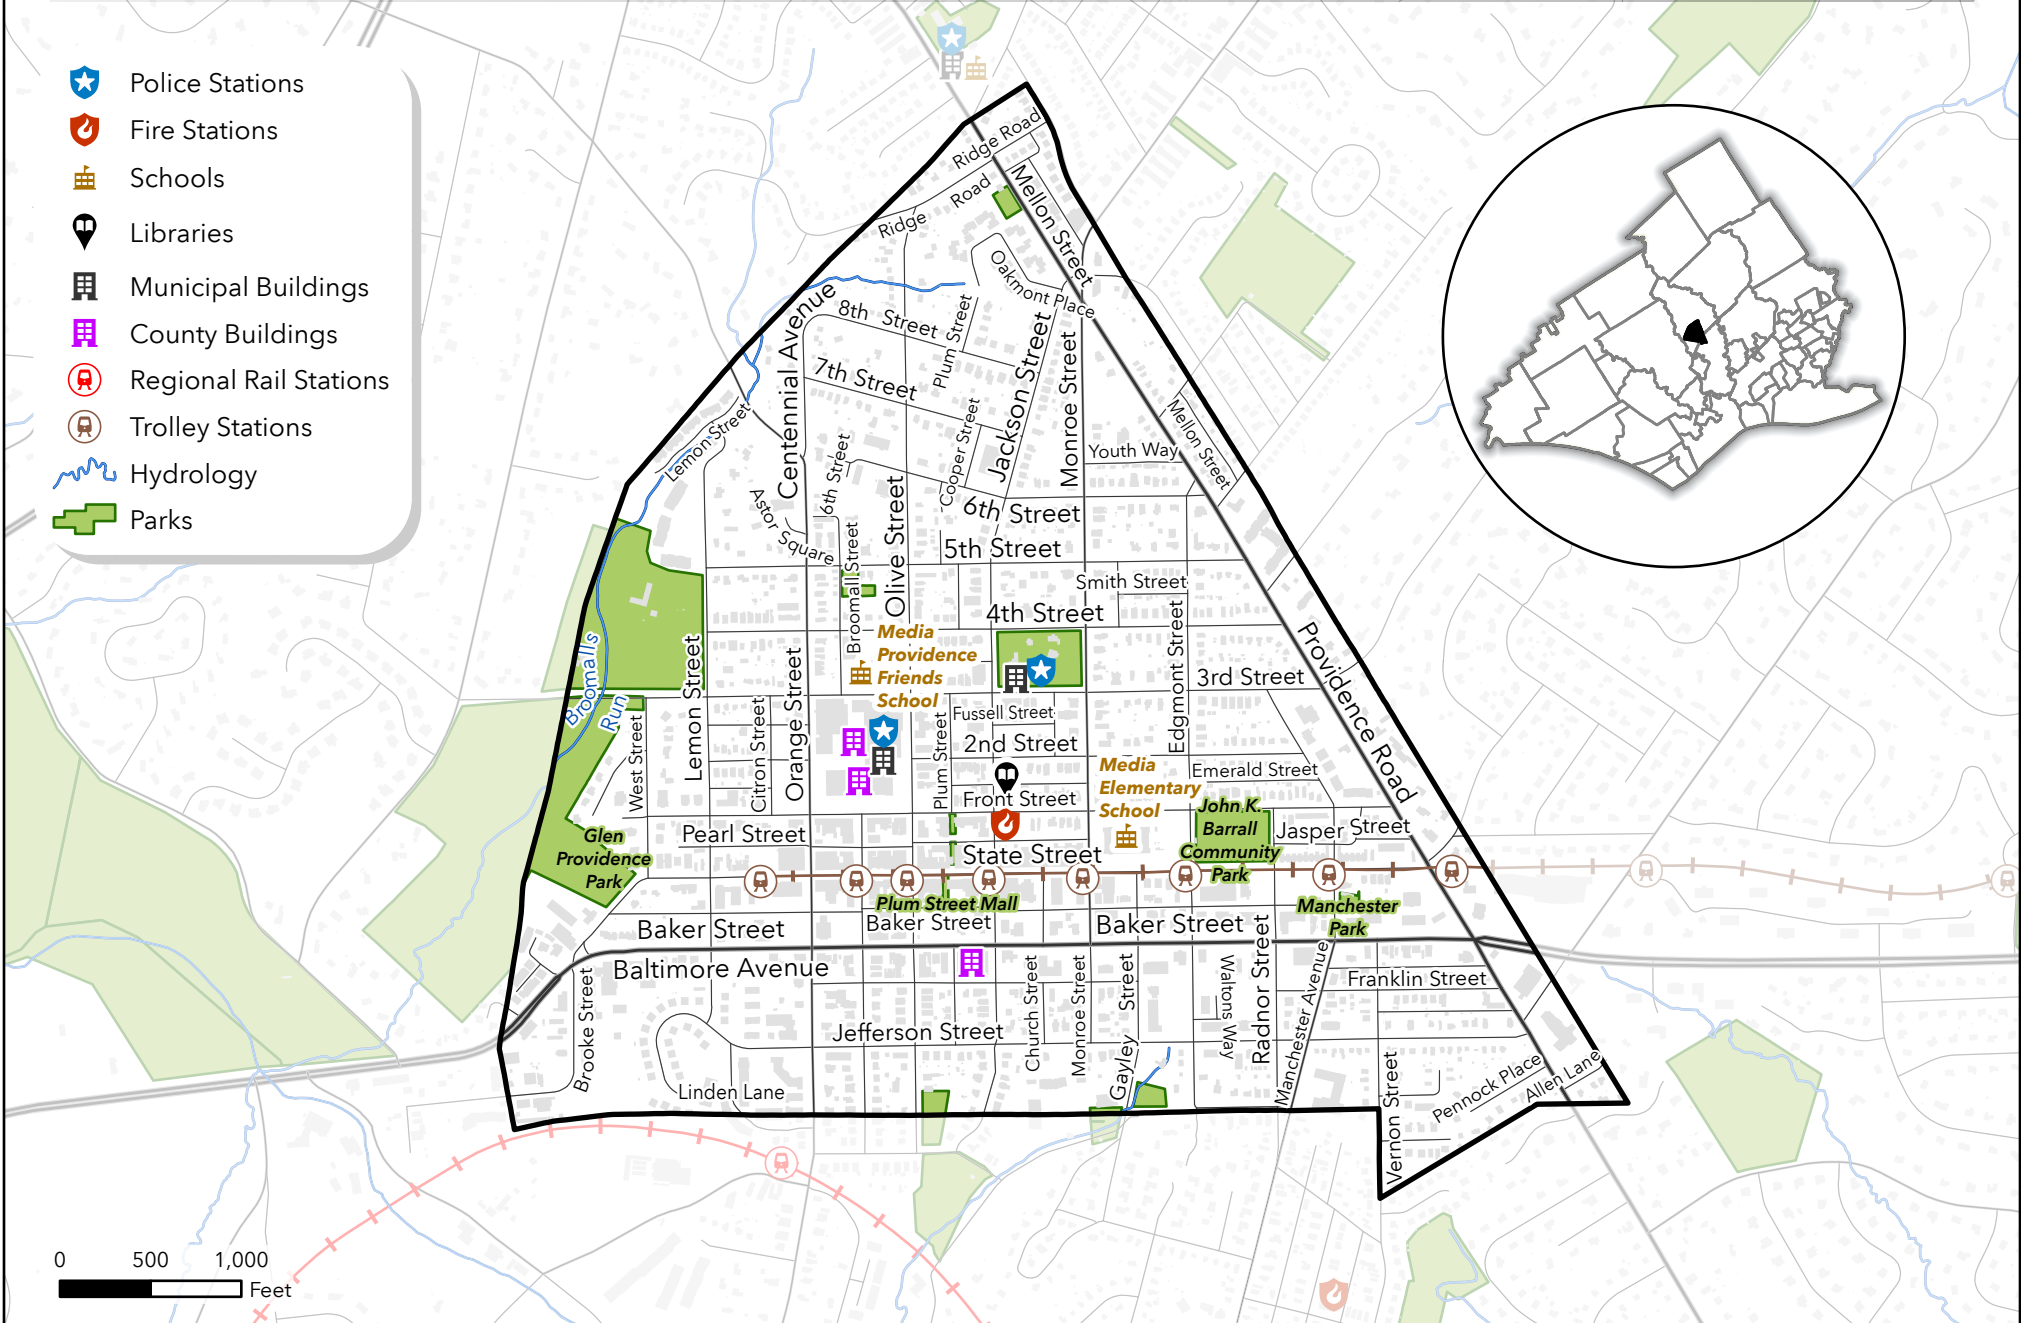 Police Stations
Fire Stations
Schools
Libraries
Municipal Buildings
County Buildings
Regional Rail Stations
Trolley Stations
Hydrology
Parks
Ridge Road
Ridge Road
Mellon Street
Oakmont Place
Centennial Avenue
8th Street
Plum Street
7th Street
Jackson Street
Monroe Street
Lemon Street
Cooper Street
Mellon Street
Youth Way
6th Street
Astor Square
Olive Street
6th Street
Broomall Street
5th Street
Smith Street
4th Street
Edgmont Street
Media
Providence
Friends
School
Providence Road
Broomalls
Run
Lemon Street
Orange Street
3rd Street
West Street
Citron Street
Plum Street
Fussell Street
2nd Street
Media
Elementary
School
Emerald Street
Front Street
John K.
Barrall
Community
Park
Jasper Street
Glen
Providence
Park
Pearl Street
State Street
Plum Street Mall
Manchester
Park
Baker Street
Baker Street
Baker Street
Baltimore Avenue
Brooke Street
Church Street
Monroe Street
Gayley Street
Waltons Way
Radnor Street
Manchester Avenue
Franklin Street
Jefferson Street
Linden Lane
Vernon Street
Pennock Place
Allen Lane
0 500 1,000
Feet